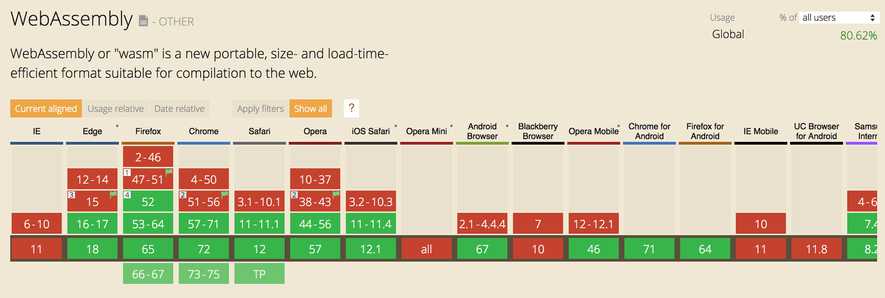 WebAssembly - OTHER
Usage % of all users
Global 80.62%
WebAssembly or "wasm" is a new portable, size- and load-time-
efficient format suitable for compilation to the web.
Current aligned Usage relative Date relative Apply filters Show all ?
IE Edge * Firefox Chrome Safari Opera iOS Safari * Opera Mini * Android Browser * Blackberry Browser Opera Mobile * Chrome for Android Firefox for Android IE Mobile UC Browser for Android Sams Intern
2-46
12-14 1 47-51 4-50 10-37
3 15 4 52 2 51-56 3.1-10.1 2 38-43 3.2-10.3 4-6
6-10 16-17 53-64 57-71 11-11.1 44-56 11-11.4 2.1-4.4.4 7 12-12.1 10 7.4
11 18 65 72 12 57 12.1 all 67 10 46 71 64 11 11.8 8.2
66-67 73-75 TP